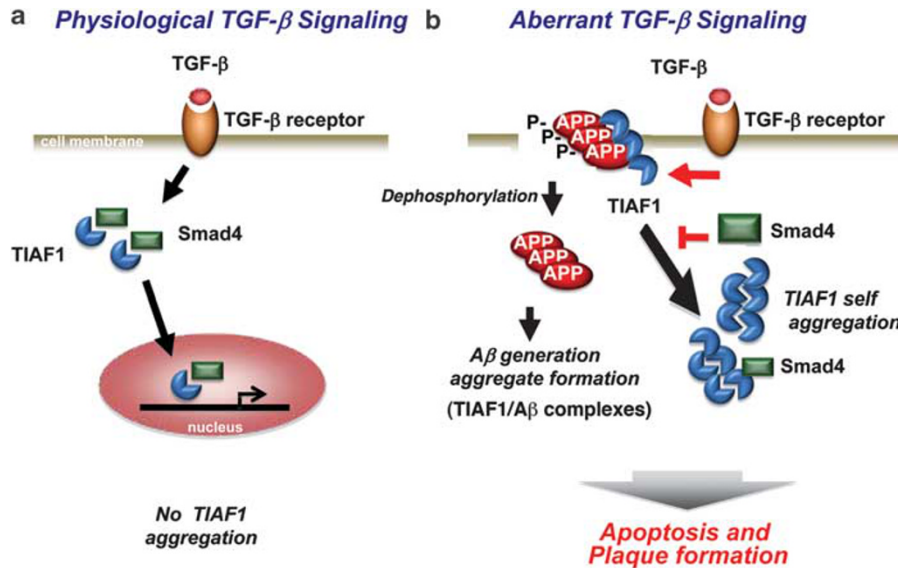 a
Physiological TGF-β Signaling
TGF-β
TGF-β receptor
cell membrane
TIAF1
Smad4
nucleus
No TIAF1
aggregation
b
Aberrant TGF-β Signaling
TGF-β
TGF-β receptor
P- APP
P- APP
P- APP
TIAF1
Dephosphorylation
APP
APP
APP
Smad4
TIAF1 self
aggregation
Smad4
Aβ generation
aggregate formation
(TIAF1/Aβ complexes)
Apoptosis and
Plaque formation